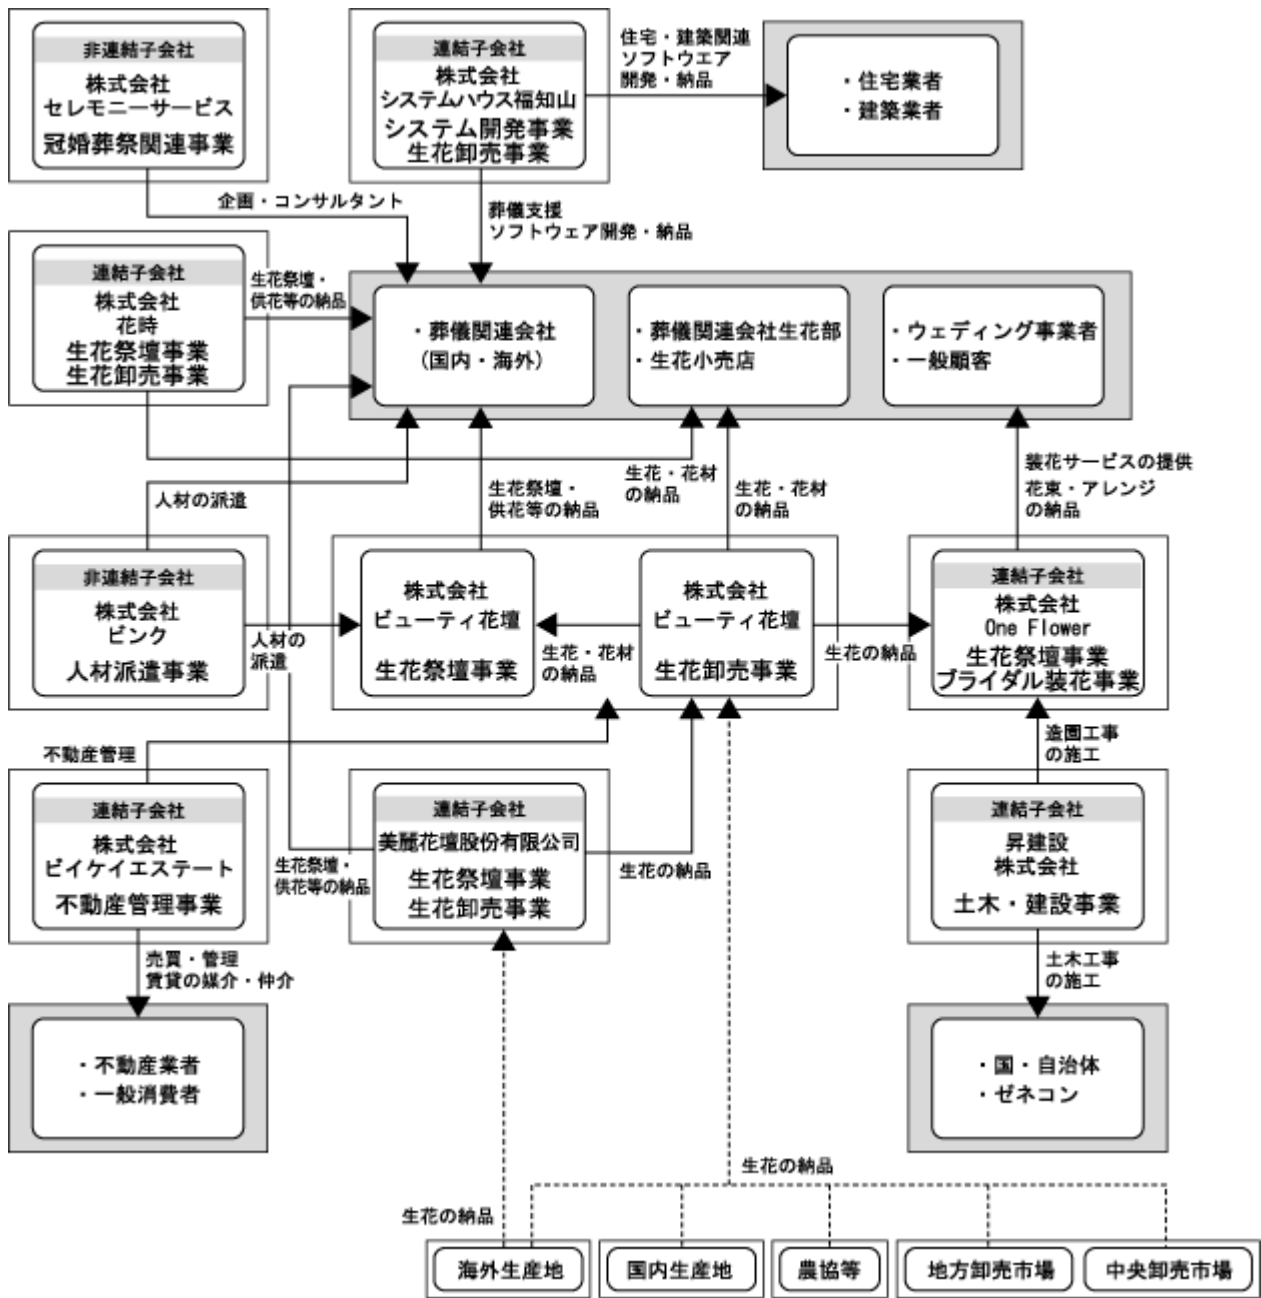 非連結子会社
株式会社
セレモニーサービス
冠婚葬祭関連事業
連結子会社
株式会社
システムハウス福知山
システム開発事業
生花卸売事業
住宅・建築関連
ソフトウエア
開発・納品
・住宅業者
・建築業者
企画・コンサルタント
葬儀支援
ソフトウェア開発・納品
連結子会社
株式会社
花時
生花祭壇事業
生花卸売事業
生花祭壇・
供花等の納品
・葬儀関連会社
(国内・海外)
・葬儀関連会社生花部
・生花小売店
・ウェディング事業者
・一般顧客
人材の派遣
生花祭壇・
供花等の納品
生花・花材
の納品
生花・花材
の納品
装花サービスの提供
花束・アレンジ
の納品
非連結子会社
株式会社
ピンク
人材派遣事業
人材の
派遣
株式会社
ビューティ花壇
生花祭壇事業
生花・花材
の納品
株式会社
ビューティ花壇
生花卸売事業
生花の納品
連結子会社
株式会社
One Flower
生花祭壇事業
ブライダル装花事業
不動産管理
造園工事
の施工
連結子会社
株式会社
ビイケイエステート
不動産管理事業
生花祭壇・
供花等の納品
連結子会社
美麗花壇股份有限公司
生花祭壇事業
生花卸売事業
生花の納品
連結子会社
昇建設
株式会社
土木・建設事業
売買・管理
賃貸の媒介・仲介
土木工事
の施工
・不動産業者
・一般消費者
・国・自治体
・ゼネコン
生花の納品
生花の納品
海外生産地
国内生産地
農協等
地方卸売市場
中央卸売市場